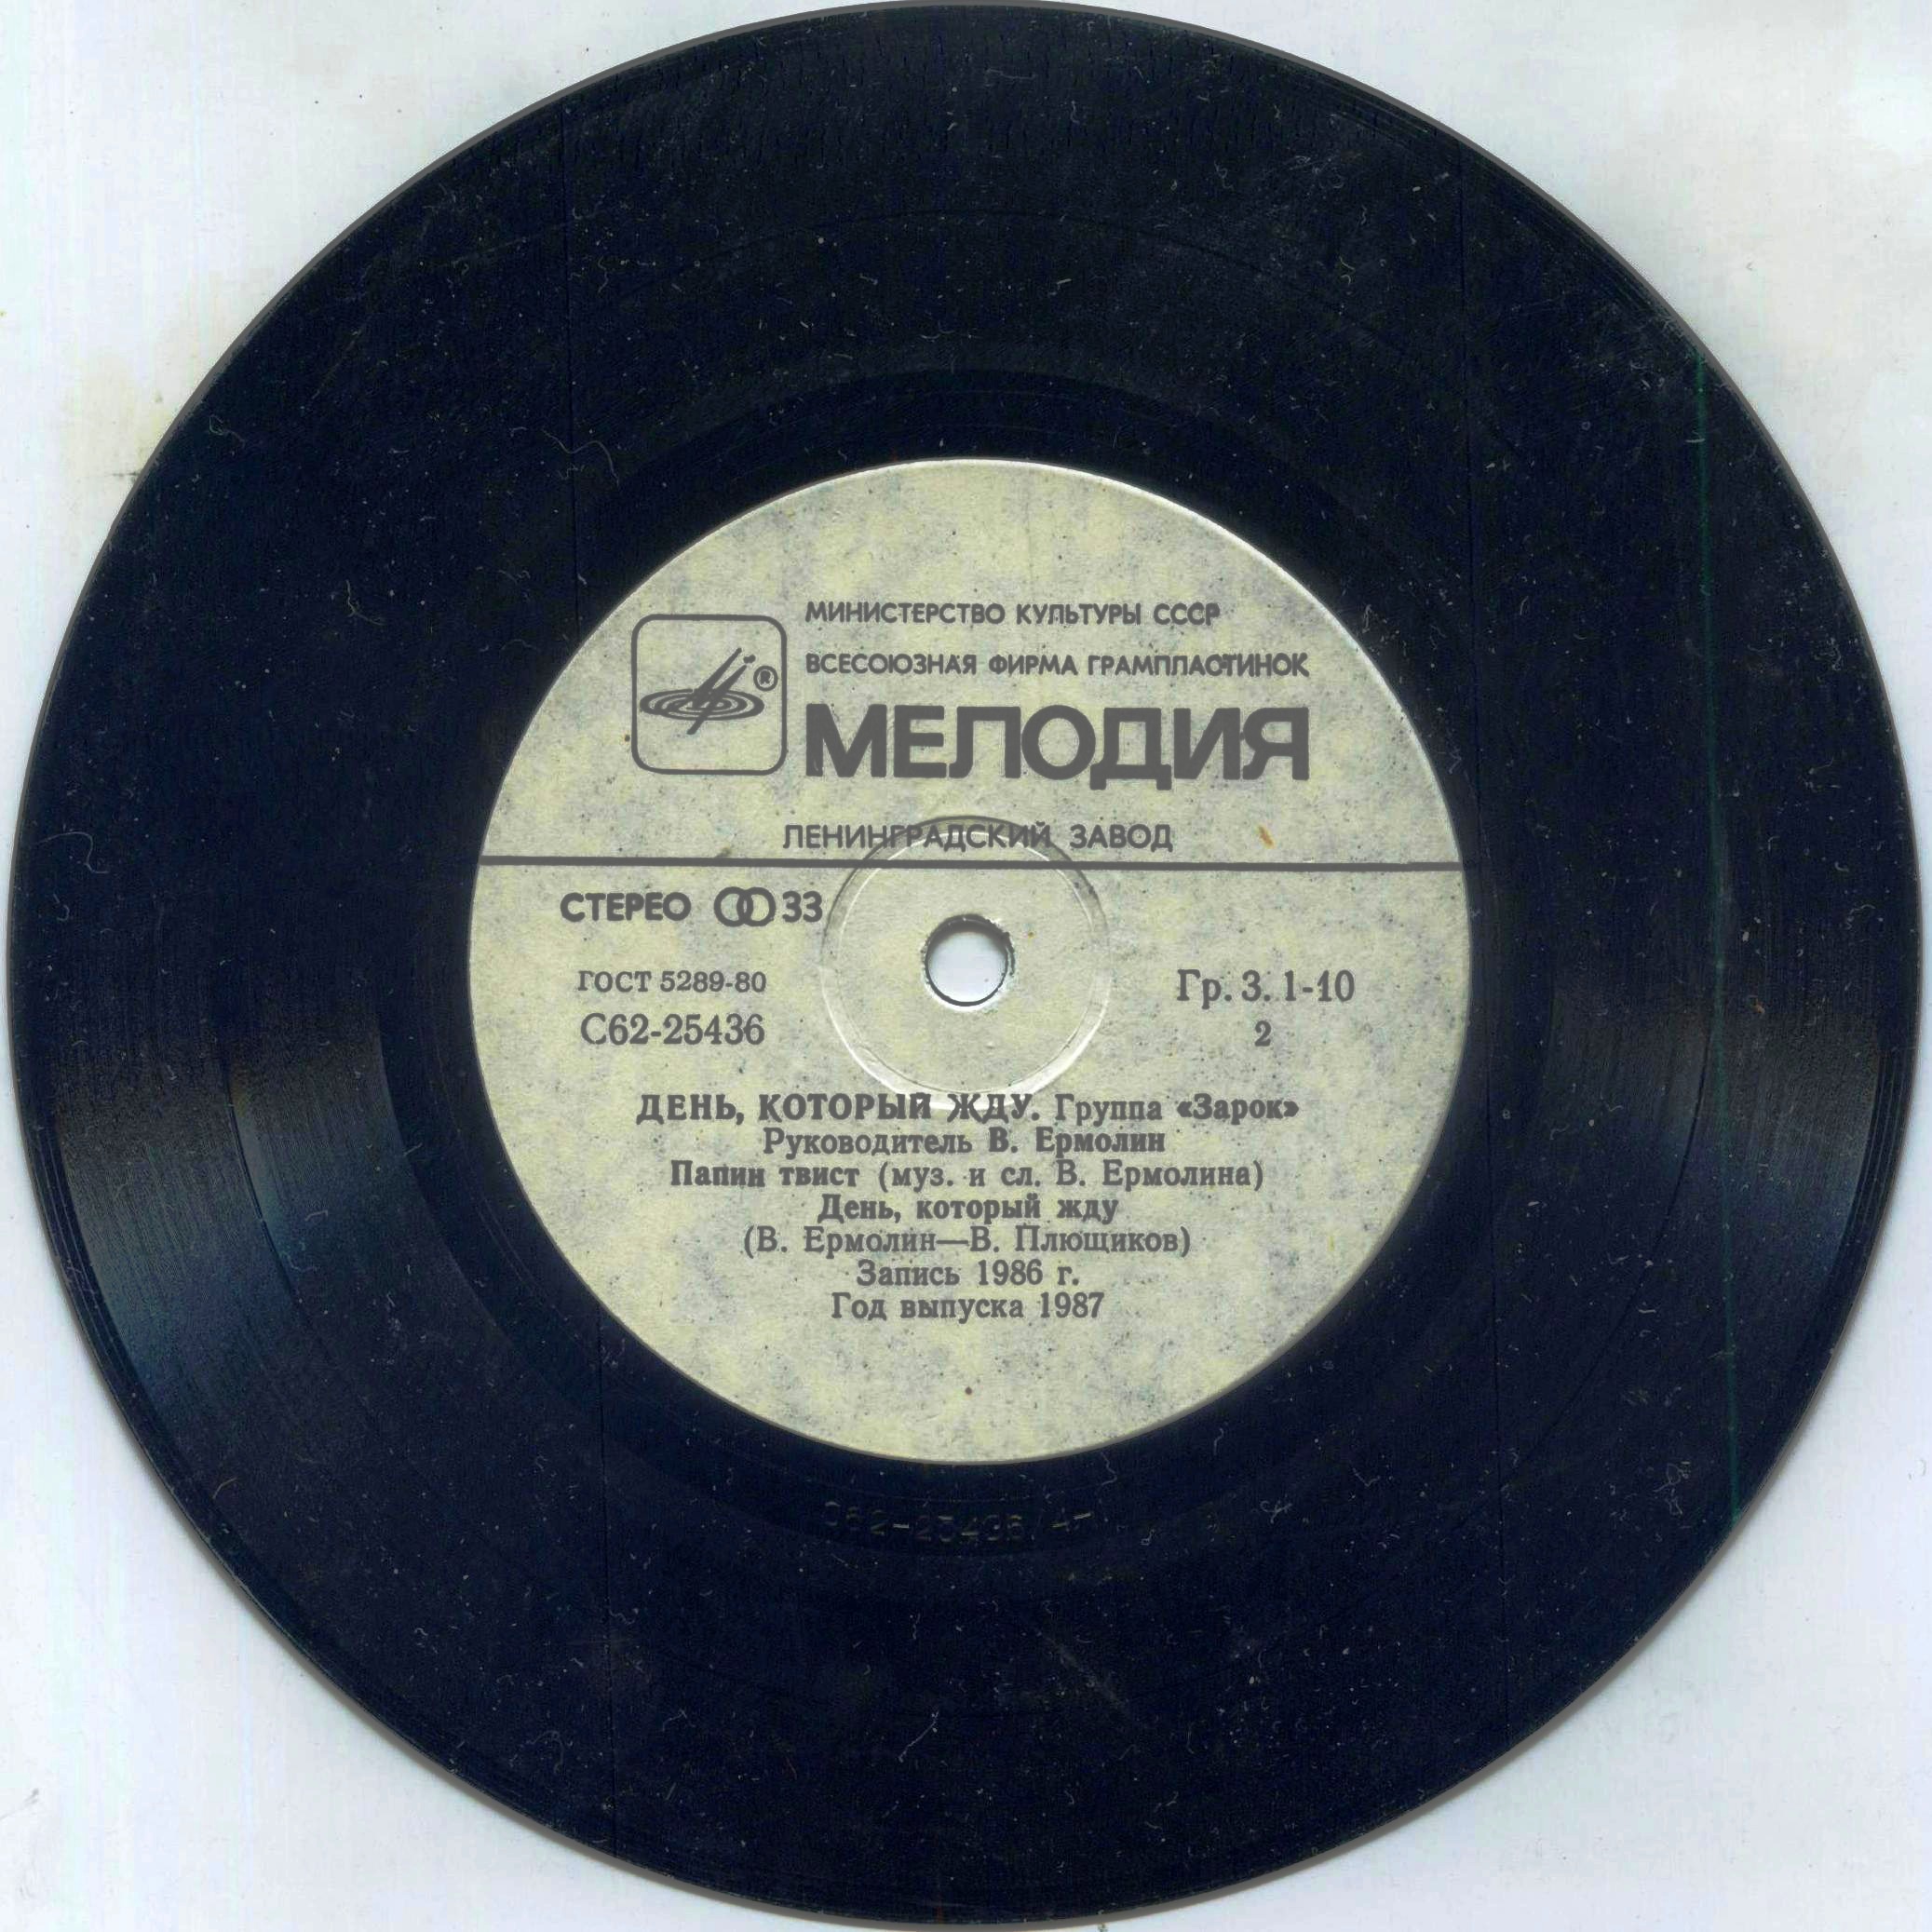 МИНИСТЕРСТВО КУЛЬТУРЫ СССР
ВСЕСОЮЗНАЯ ФИРМА ГРАМПЛАСТИНОК
®
МЕЛОДИЯ
ЛЕНИНГРАДСКИЙ ЗАВОД
СТЕРЕО 33
ГОСТ 5289-80
С62-25436
Гр. 3. 1-10
2
ДЕНЬ, КОТОРЫЙ ЖДУ. Группа «Зарок»
Руководитель В. Ермолин
Папин твист (муз. и сл. В. Ермолина)
День, который жду
(В. Ермолин—В. Плющиков)
Запись 1986 г.
Год выпуска 1987